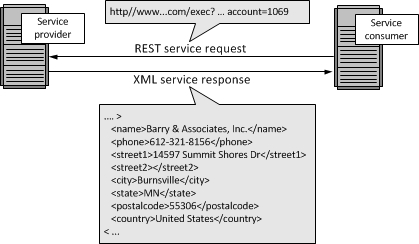 Service
provider
http//www...com/exec? ... account=1069
Service
consumer
REST service request
XML service response
.... >
<name>Barry & Associates, Inc.</name>
<phone>612-321-8156</phone>
<street1>14597 Summit Shores Dr</street1>
<street2></street2>
<city>Burnsville</city>
<state>MN</state>
<postalcode>55306</postalcode>
<country>United States</country>
< ...